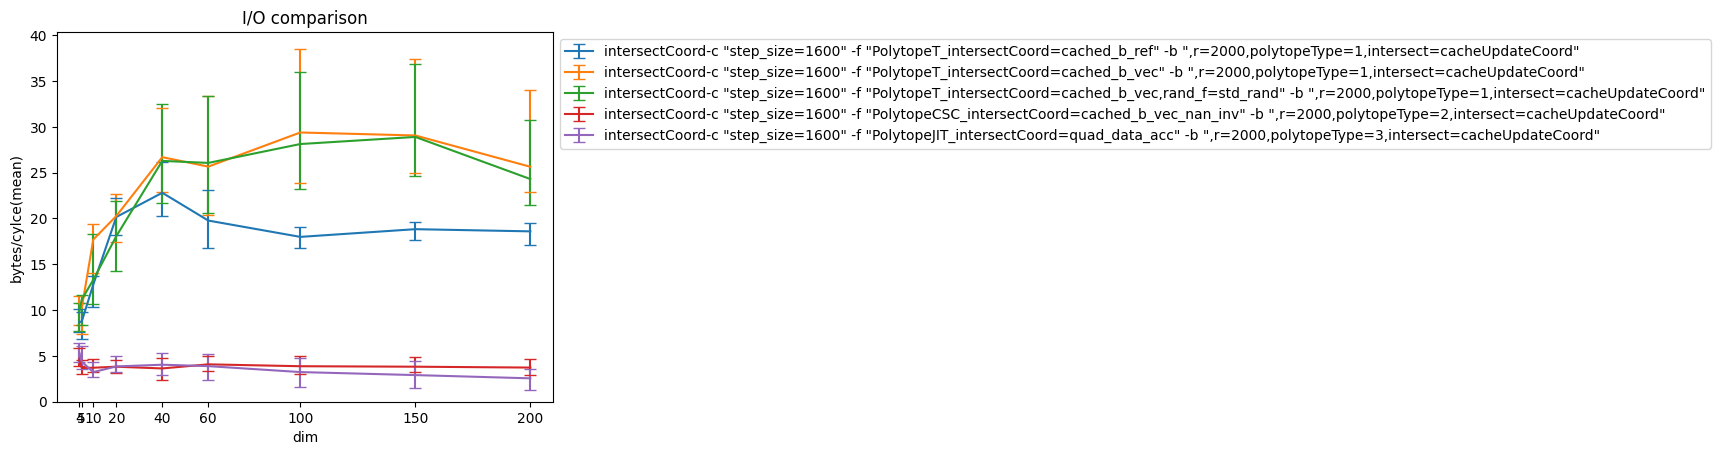 I/O comparison
40
35
30
25
20
15
10
5
0
bytes/cylce(mean)
4 5 10 20 40 60 100 150 200
dim
intersectCoord-c "step_size=1600" -f "PolytopeT_intersectCoord=cached_b_ref" -b ",r=2000,polytopeType=1,intersect=cacheUpdateCoord"
intersectCoord-c "step_size=1600" -f "PolytopeT_intersectCoord=cached_b_vec" -b ",r=2000,polytopeType=1,intersect=cacheUpdateCoord"
intersectCoord-c "step_size=1600" -f "PolytopeT_intersectCoord=cached_b_vec,rand_f=std_rand" -b ",r=2000,polytopeType=1,intersect=cacheUpdateCoord"
intersectCoord-c "step_size=1600" -f "PolytopeCSC_intersectCoord=cached_b_vec_nan_inv" -b ",r=2000,polytopeType=2,intersect=cacheUpdateCoord"
intersectCoord-c "step_size=1600" -f "PolytopeJIT_intersectCoord=quad_data_acc" -b ",r=2000,polytopeType=3,intersect=cacheUpdateCoord"